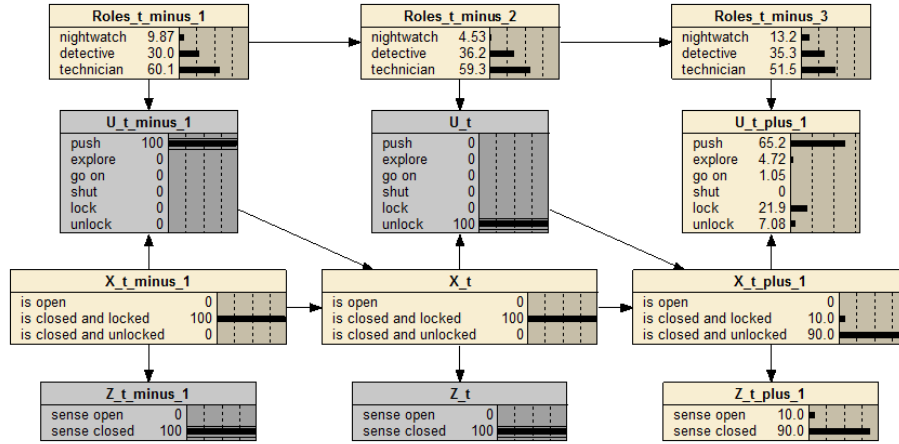 Roles_t_minus_1
nightwatch 9.87
detective 30.0
technician 60.1
Roles_t_minus_2
nightwatch 4.53
detective 36.2
technician 59.3
Roles_t_minus_3
nightwatch 13.2
detective 35.3
technician 51.5
U_t_minus_1
push 100
explore 0
go on 0
shut 0
lock 0
unlock 0
U_t
push 0
explore 0
go on 0
shut 0
lock 0
unlock 100
U_t_plus_1
push 65.2
explore 4.72
go on 1.05
shut 0
lock 21.9
unlock 7.08
X_t_minus_1
is open 0
is closed and locked 100
is closed and unlocked 0
X_t
is open 0
is closed and locked 100
is closed and unlocked 0
X_t_plus_1
is open 0
is closed and locked 10.0
is closed and unlocked 90.0
Z_t_minus_1
sense open 0
sense closed 100
Z_t
sense open 0
sense closed 100
Z_t_plus_1
sense open 10.0
sense closed 90.0